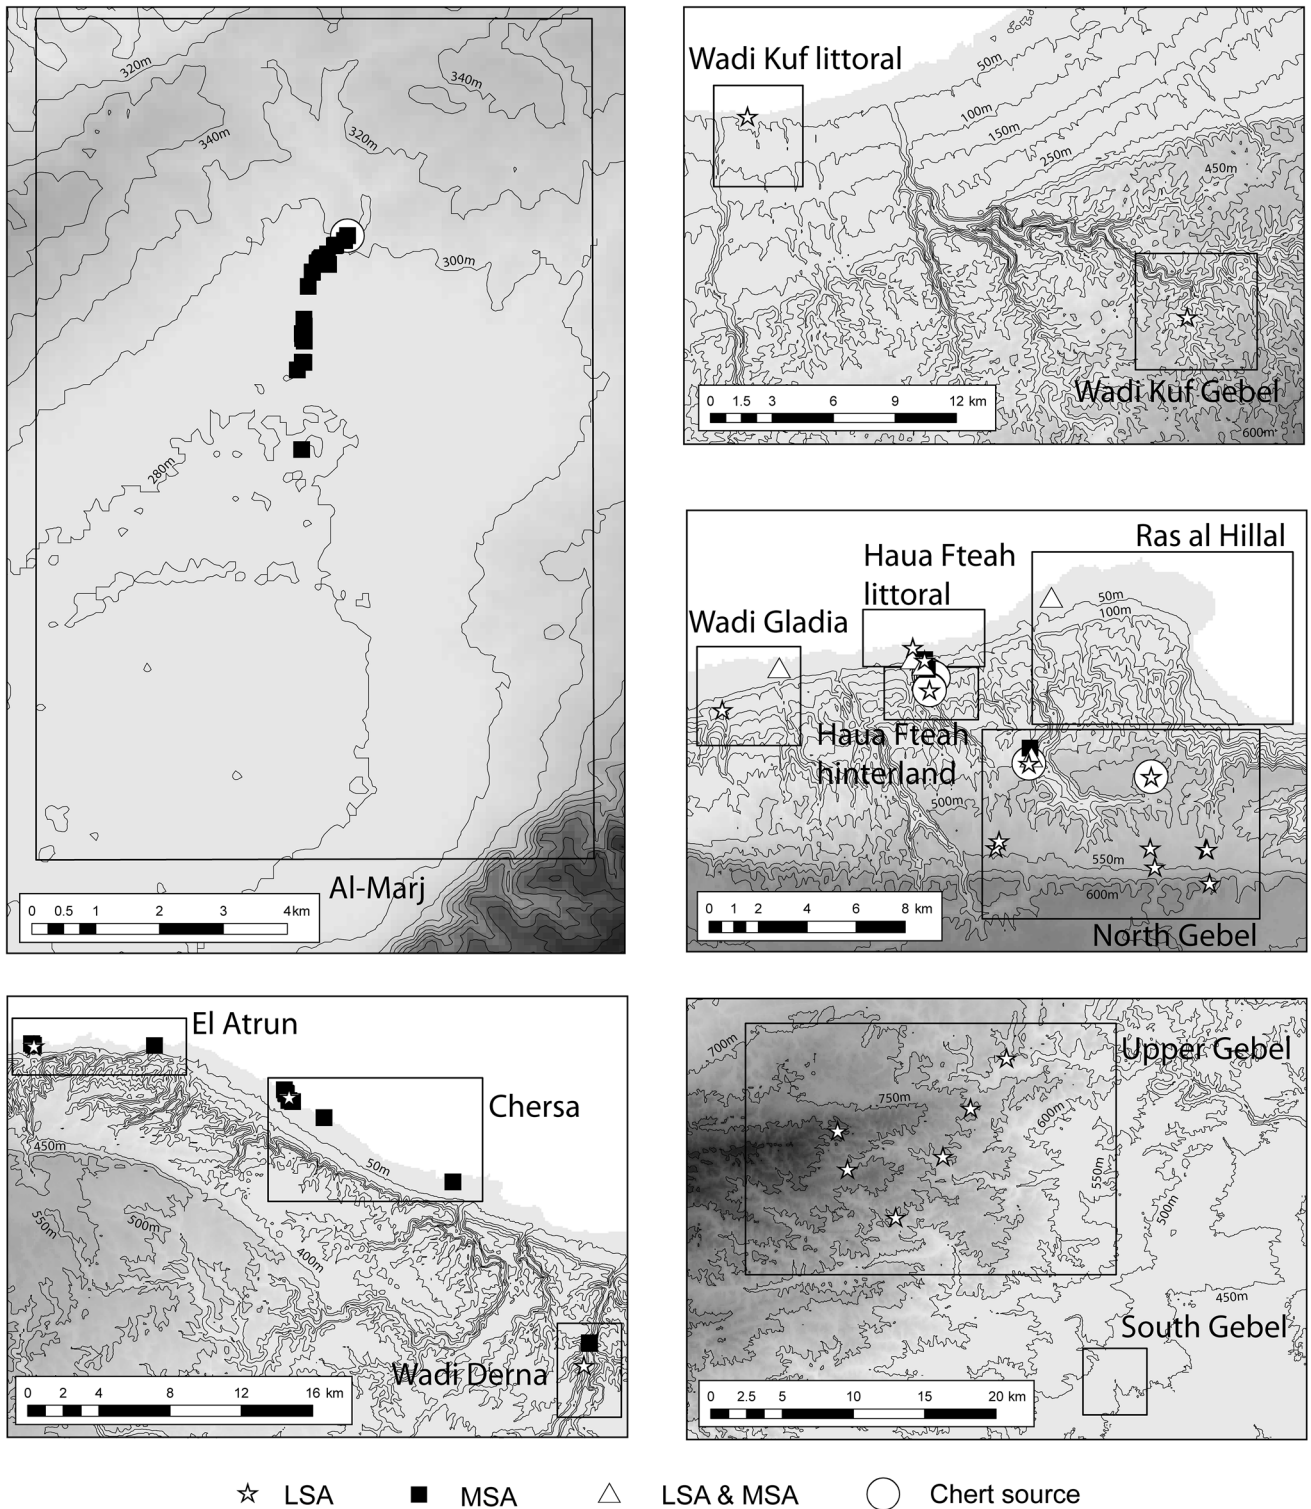 320m
340m
340m
320m
300m
280m
Al-Marj
0 0.5 1 2 3 4km
Wadi Kuf littoral
50m
100m
150m
250m
450m
Wadi Kuf Gebel
0 1.5 3 6 9 12 km
600m
Ras al Hillal
Haua Fteah
littoral
50m
100m
Wadi Gladia
Haua Fteah
hinterland
500m
550m
600m
0 1 2 4 6 8 km
North Gebel
El Atrun
Chersa
450m
50m
550m
500m
400m
Wadi Derna
0 2 4 8 12 16 km
700m
Upper Gebel
750m
600m
550m
500m
450m
South Gebel
0 2.5 5 10 15 20 km
LSA MSA LSA & MSA Chert source